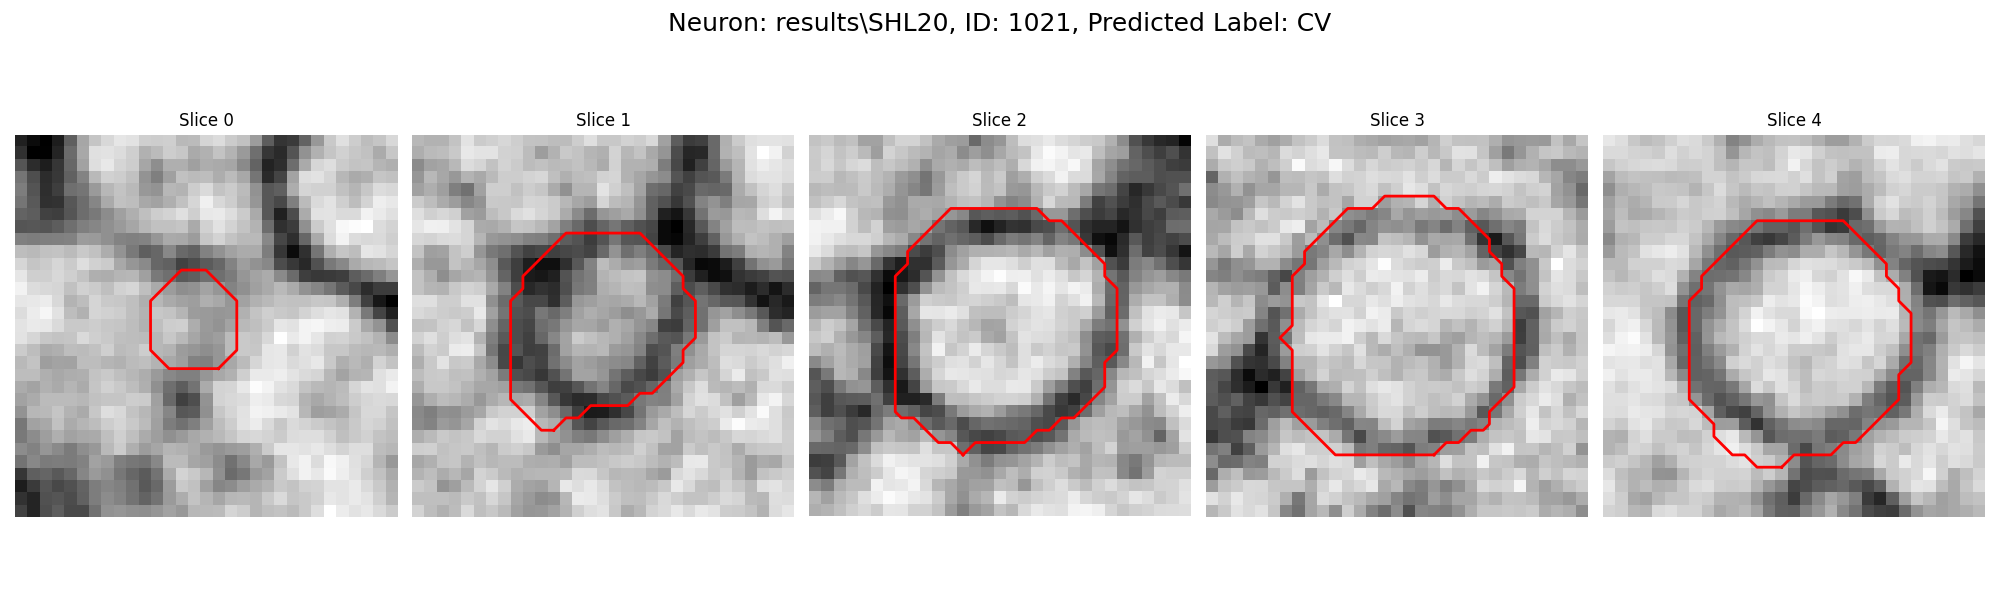 Neuron: results\SHL20, ID: 1021, Predicted Label: CV
Slice 0
Slice 1
Slice 2
Slice 3
Slice 4